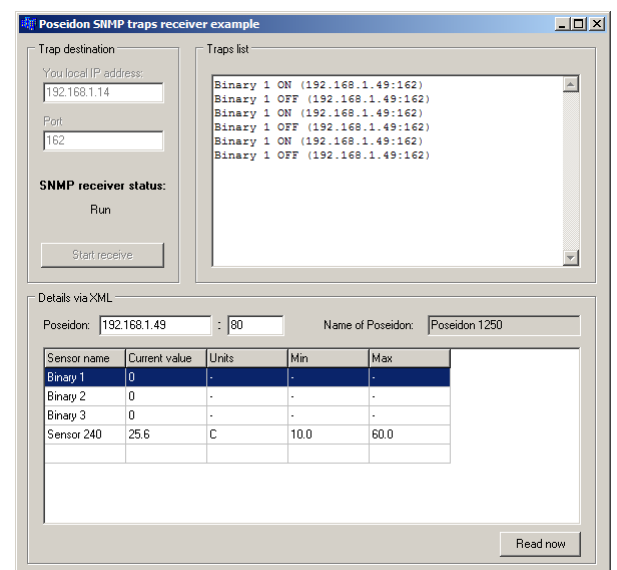 Poseidon SNMP traps receiver example
Trap destination
You local IP address:
192.168.1.14
Port
162
SNMP receiver status:
Run
Start receive
Traps list
Binary 1 ON (192.168.1.49:162)
Binary 1 OFF (192.168.1.49:162)
Binary 1 ON (192.168.1.49:162)
Binary 1 OFF (192.168.1.49:162)
Binary 1 ON (192.168.1.49:162)
Binary 1 OFF (192.168.1.49:162)
Details via XML
Poseidon: 192.168.1.49 : 80 Name of Poseidon: Poseidon 1250
Sensor name Current value Units Min Max
Binary 1 0 - - -
Binary 2 0 - - -
Binary 3 0 - - -
Sensor 240 25.6 C 10.0 60.0
Read now